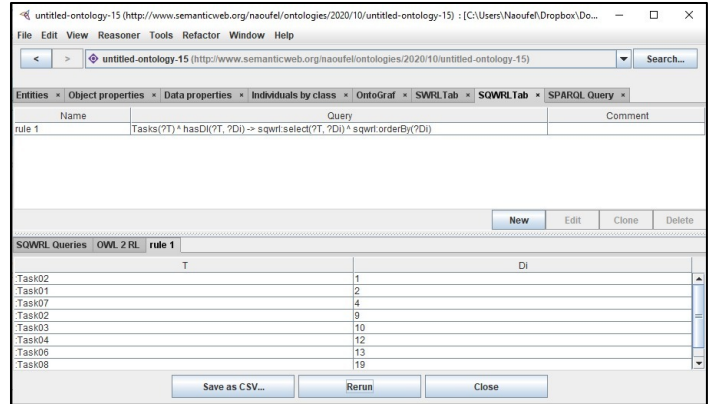 untitled-ontology-15 (http://www.semanticweb.org/naoufel/ontologies/2020/10/untitled-ontology-15) : [C:\Users\Naoufel\Dropbox\Do...
File Edit View Reasoner Tools Refactor Window Help
< > untitled-ontology-15 (http://www.semanticweb.org/naoufel/ontologies/2020/10/untitled-ontology-15) Search...
Entities × Object properties × Data properties × Individuals by class × OntoGraf × SWRLTab × SQWRLTab × SPARQL Query ×
Name Query Comment
rule 1 Tasks(?T) ^ hasDI(?T, ?Di) -> sqwrl:select(?T, ?Di) ^ sqwrl:orderBy(?Di)
New Edit Clone Delete
SQWRL Queries OWL 2 RL rule 1
T Di
:Task02 1
:Task01 2
:Task07 4
:Task02 9
:Task03 10
:Task04 12
:Task06 13
:Task08 19
Save as CSV... Rerun Close